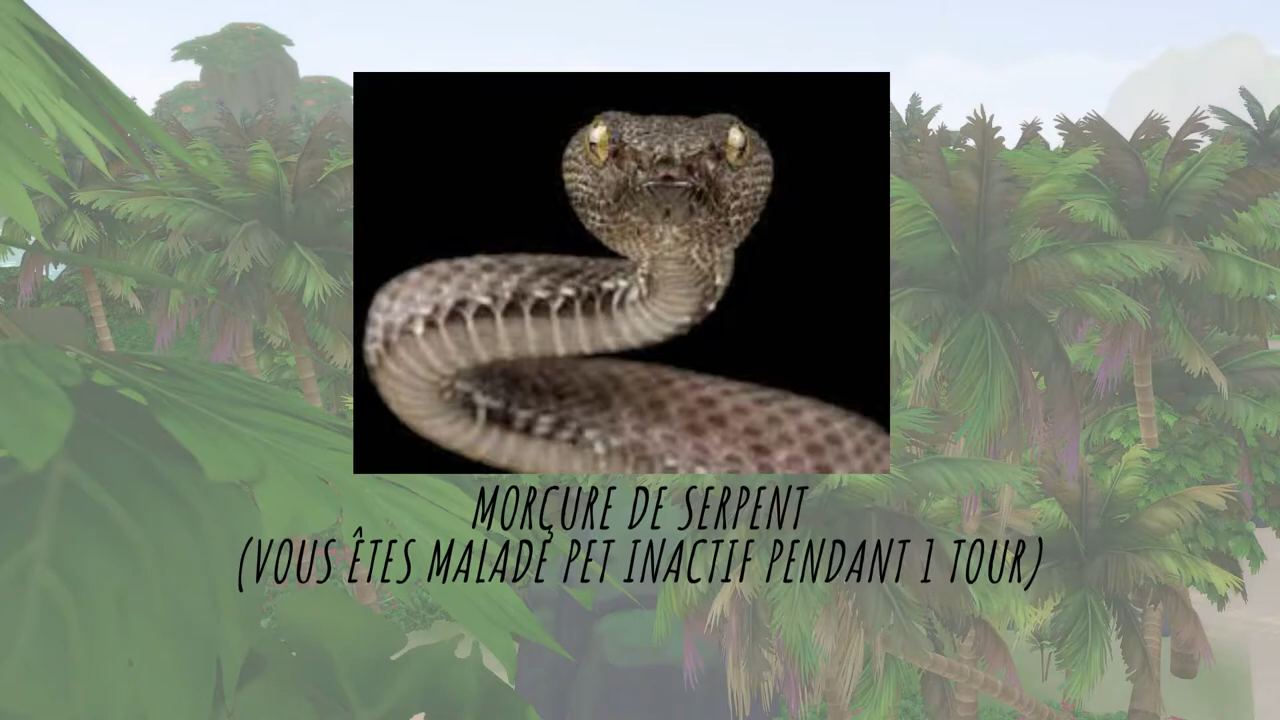 MORÇURE DE SERPENT
(VOUS ÊTES MALADE PET INACTIF PENDANT 1 TOUR)